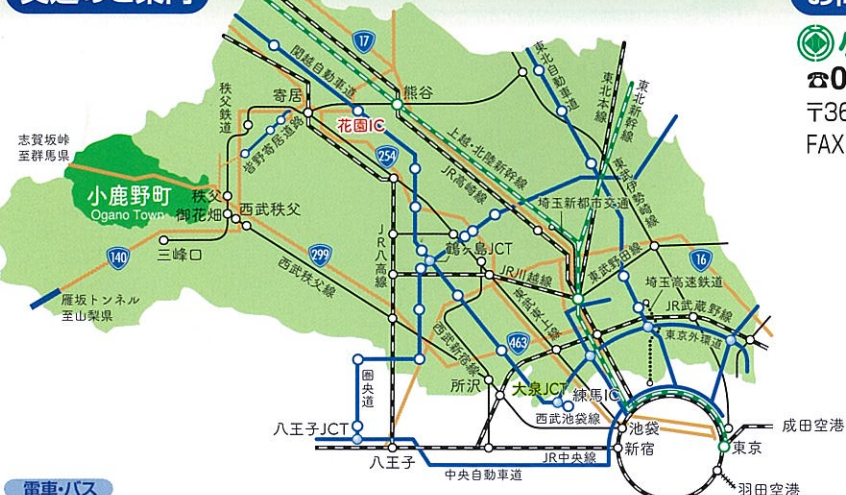 17
東北自動車道
東北本線
東北新幹線
関越自動車道
秩父鉄道
寄居
熊谷
☎0
〒36
FAX
花園IC
皆野寄居道路
志賀坂峠
至群馬県
254
上越・北陸新幹線
JR高崎線
東武伊勢崎線
小鹿野町
Ogano Town
秩父
御花畑
西武秩父
埼玉新都市交通
三峰口
140
299
JR八高線
鶴ヶ島JCT
JR川越線
東武野田線
16
埼玉高速鉄道
西武秩父線
雁坂トンネル
至山梨県
東武東上線
JR武蔵野線
東京外環道
西武新宿線
463
圏央道
所沢
大泉JCT
練馬IC
西武池袋線
八王子JCT
池袋
成田空港
八王子
JR中央線
新宿
東京
中央自動車道
羽田空港
電車・バス